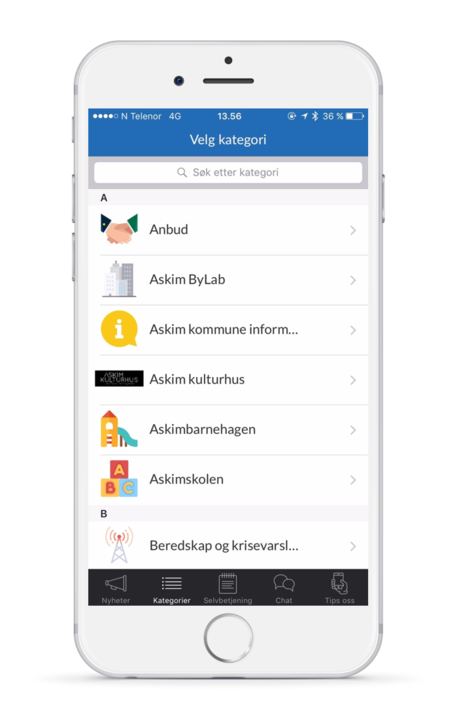 N Telenor 4G 13.56 36 %
Velg kategori
Søk etter kategori
A
Anbud
Askim ByLab
i
Askim kommune inform...
ASKIM
KULTURHUS
Askim kulturhus
Askimbarnehagen
A
B C
Askimskolen
B
Beredskap og krisevarsl...
Nyheter Kategorier Selvbetjening Chat Tips oss